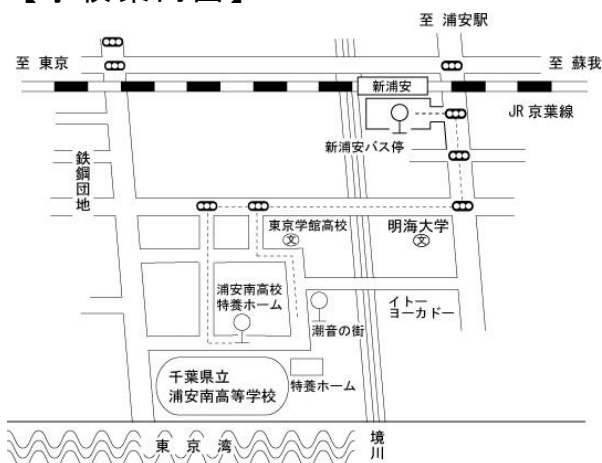 【学校案内図】
至 浦安駅
至 東京
至 蘇我
新浦安
JR 京葉線
新浦安バス停
鉄鋼団地
東京学館高校
文
明海大学
文
浦安南高校
特養ホーム
潮音の街
イトー
ヨーカドー
千葉県立
浦安南高等学校
特養ホーム
東京湾
境川